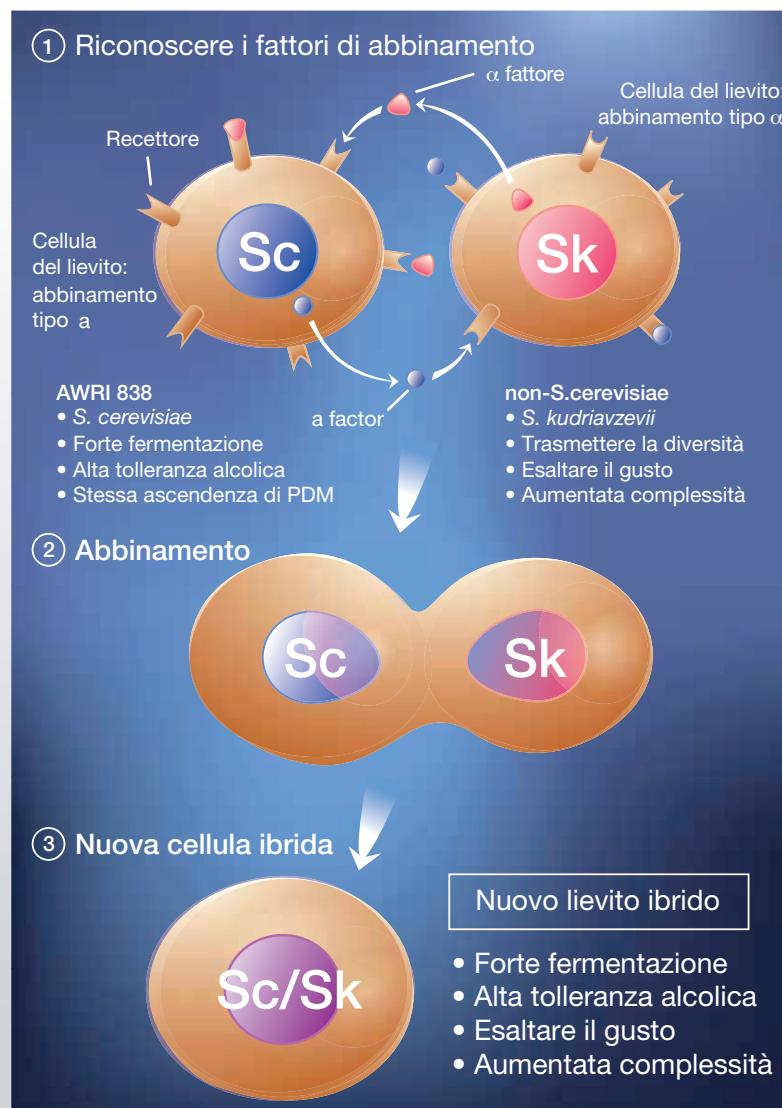 1 Riconoscere i fattori di abbinamento
α fattore
Cellula del lievito:
abbinamento tipo α
Recettore
Sc
Sk
Cellula
del lievito:
abbinamento
tipo a
AWRI 838
• S. cerevisiae
• Forte fermentazione
• Alta tolleranza alcolica
• Stessa ascendenza di PDM
a factor
non-S.cerevisiae
• S. kudriavzevii
• Trasmettere la diversità
• Esaltare il gusto
• Aumentata complessità
2 Abbinamento
Sc
Sk
3 Nuova cellula ibrida
Sc/Sk
Nuovo lievito ibrido
• Forte fermentazione
• Alta tolleranza alcolica
• Esaltare il gusto
• Aumentata complessità